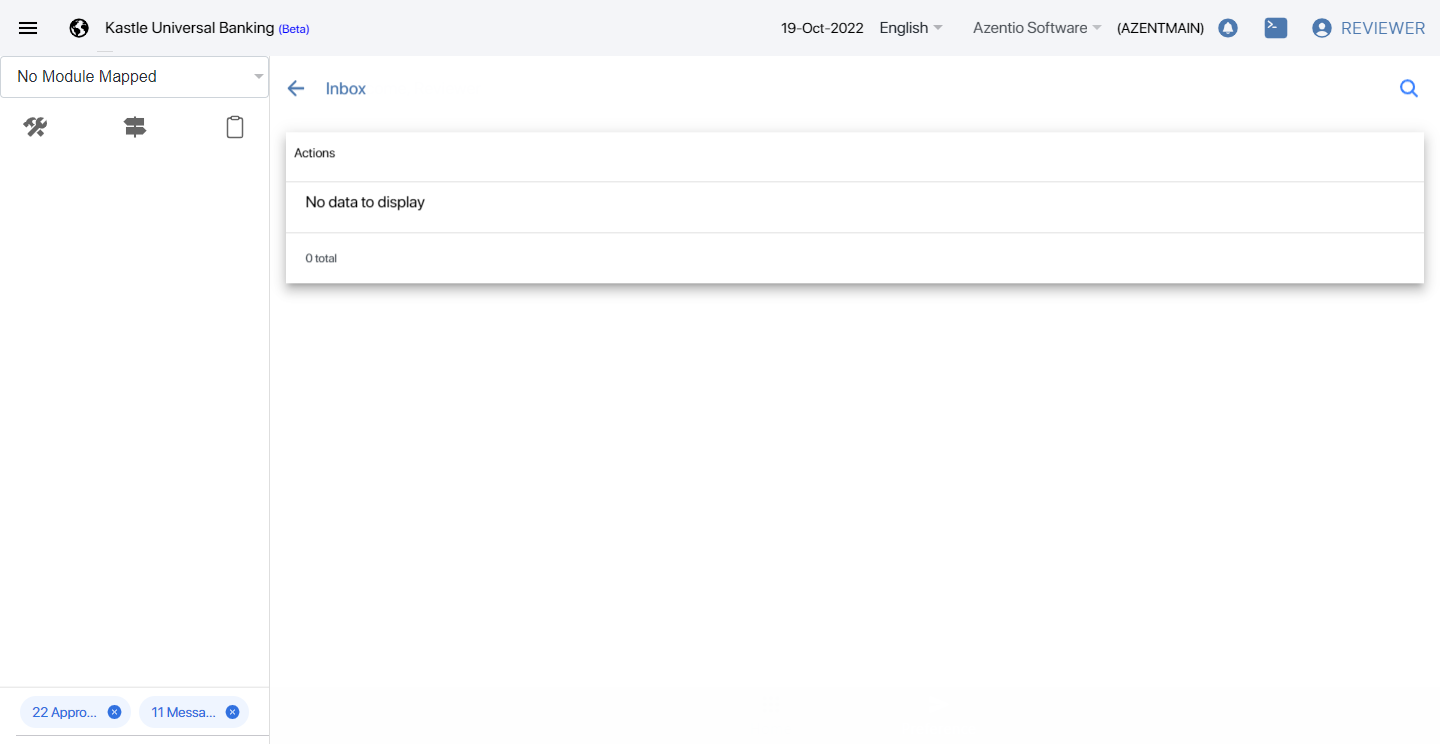 Kastle Universal Banking (Beta)
19-Oct-2022 English Azentio Software (AZENTMAIN) REVIEWER
No Module Mapped
Inbox
Actions
No data to display
0 total
22 Appro...
11 Messa...